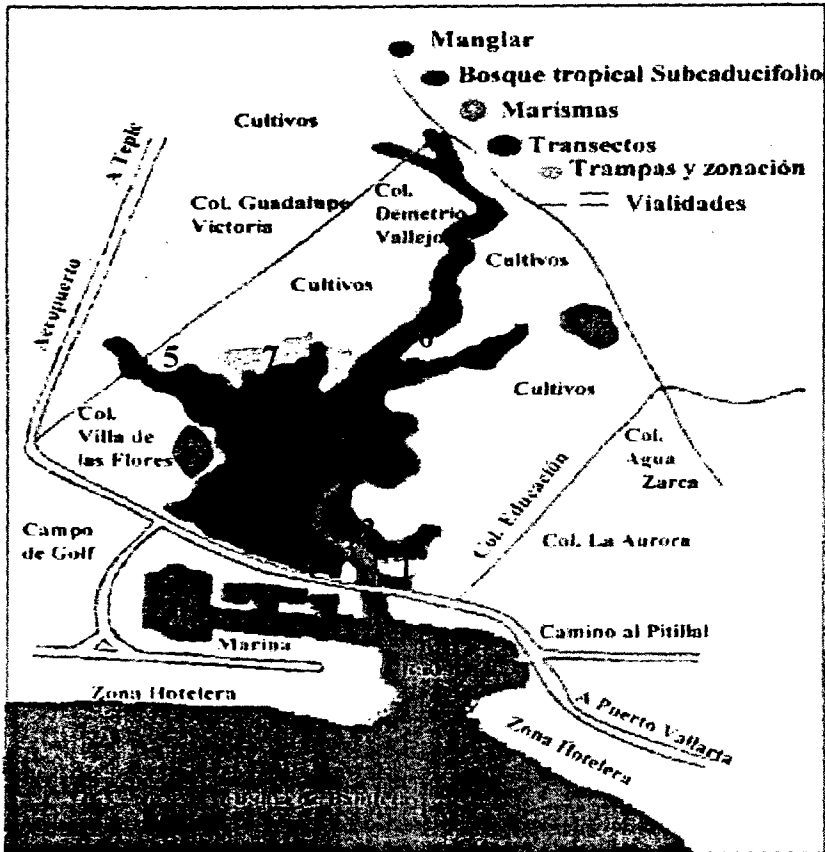 Manglar
Bosque tropical Subcaducifolio
Marismas
Transectos
Trampas y zonación
Vialidades
Cultivos
A Tepic
Col. Guadalupe
Victoria
Col.
Demetrio
Vallejo
Cultivos
Cultivos
Aeropuerto
5
7
6
Cultivos
Col.
Villa de
las Flores
Col.
Agua
Zarca
Col. Educación
Campo
de Golf
Col. La Aurora
Marina
Camino al Pitillal
Zona Hotelera
A Puerto Vallarta
Zona Hotelera